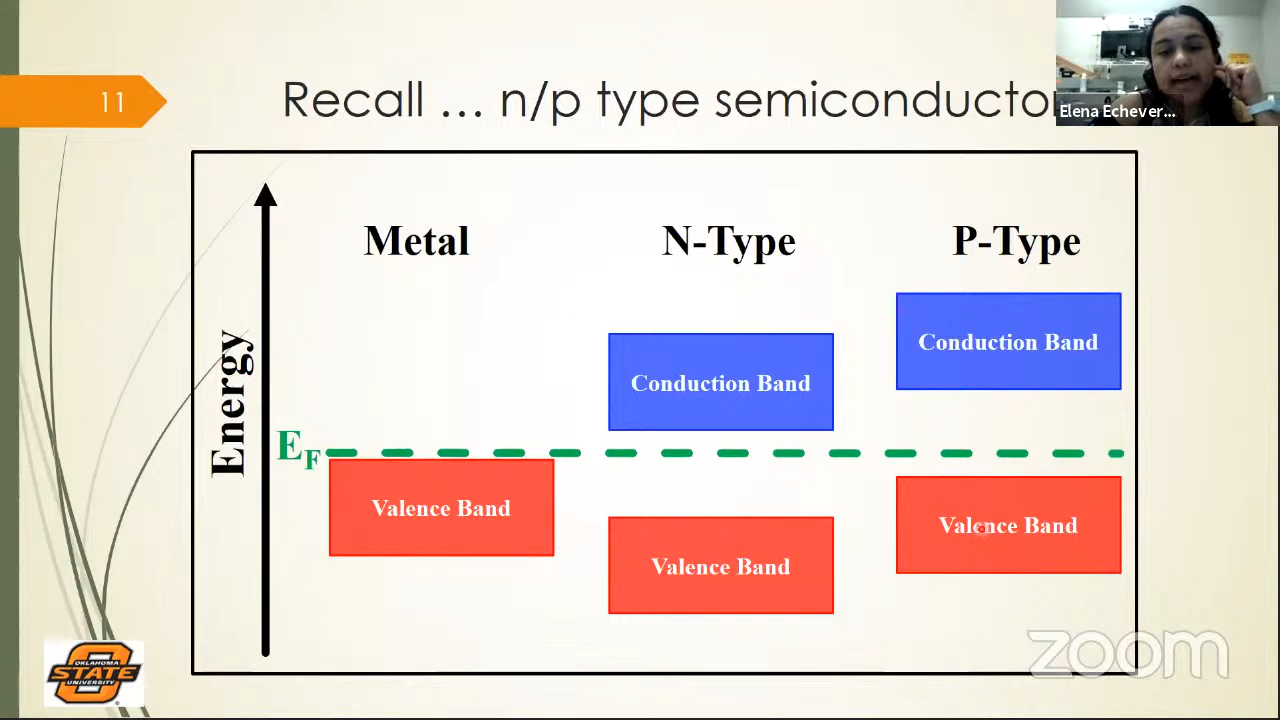 11
Recall … n/p type semiconductor
Elena Echever...
Metal
N-Type
P-Type
Energy
Conduction Band
Conduction Band
E_F
Valence Band
Valence Band
Valence Band
OKLAHOMA
STATE
UNIVERSITY
zoom